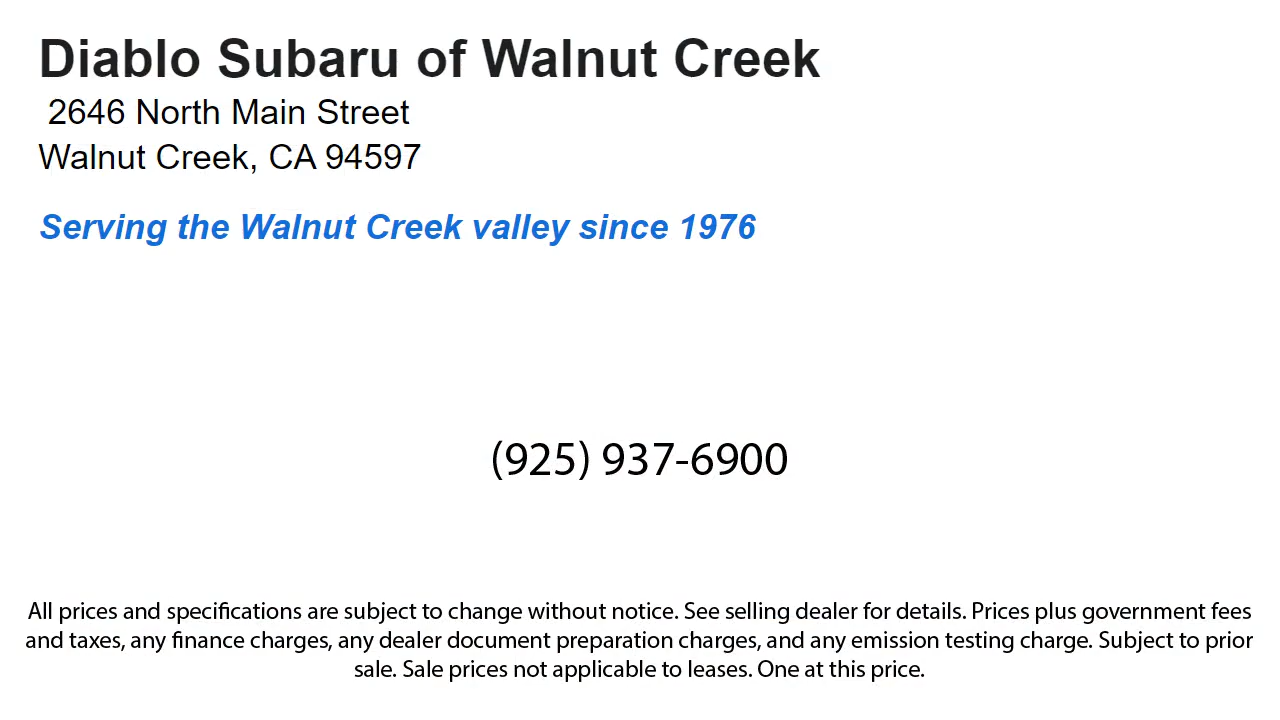 Diablo Subaru of Walnut Creek
2646 North Main Street
Walnut Creek, CA 94597
Serving the Walnut Creek valley since 1976
(925) 937-6900
All prices and specifications are subject to change without notice. See selling dealer for details. Prices plus government fees
and taxes, any finance charges, any dealer document preparation charges, and any emission testing charge. Subject to prior
sale. Sale prices not applicable to leases. One at this price.